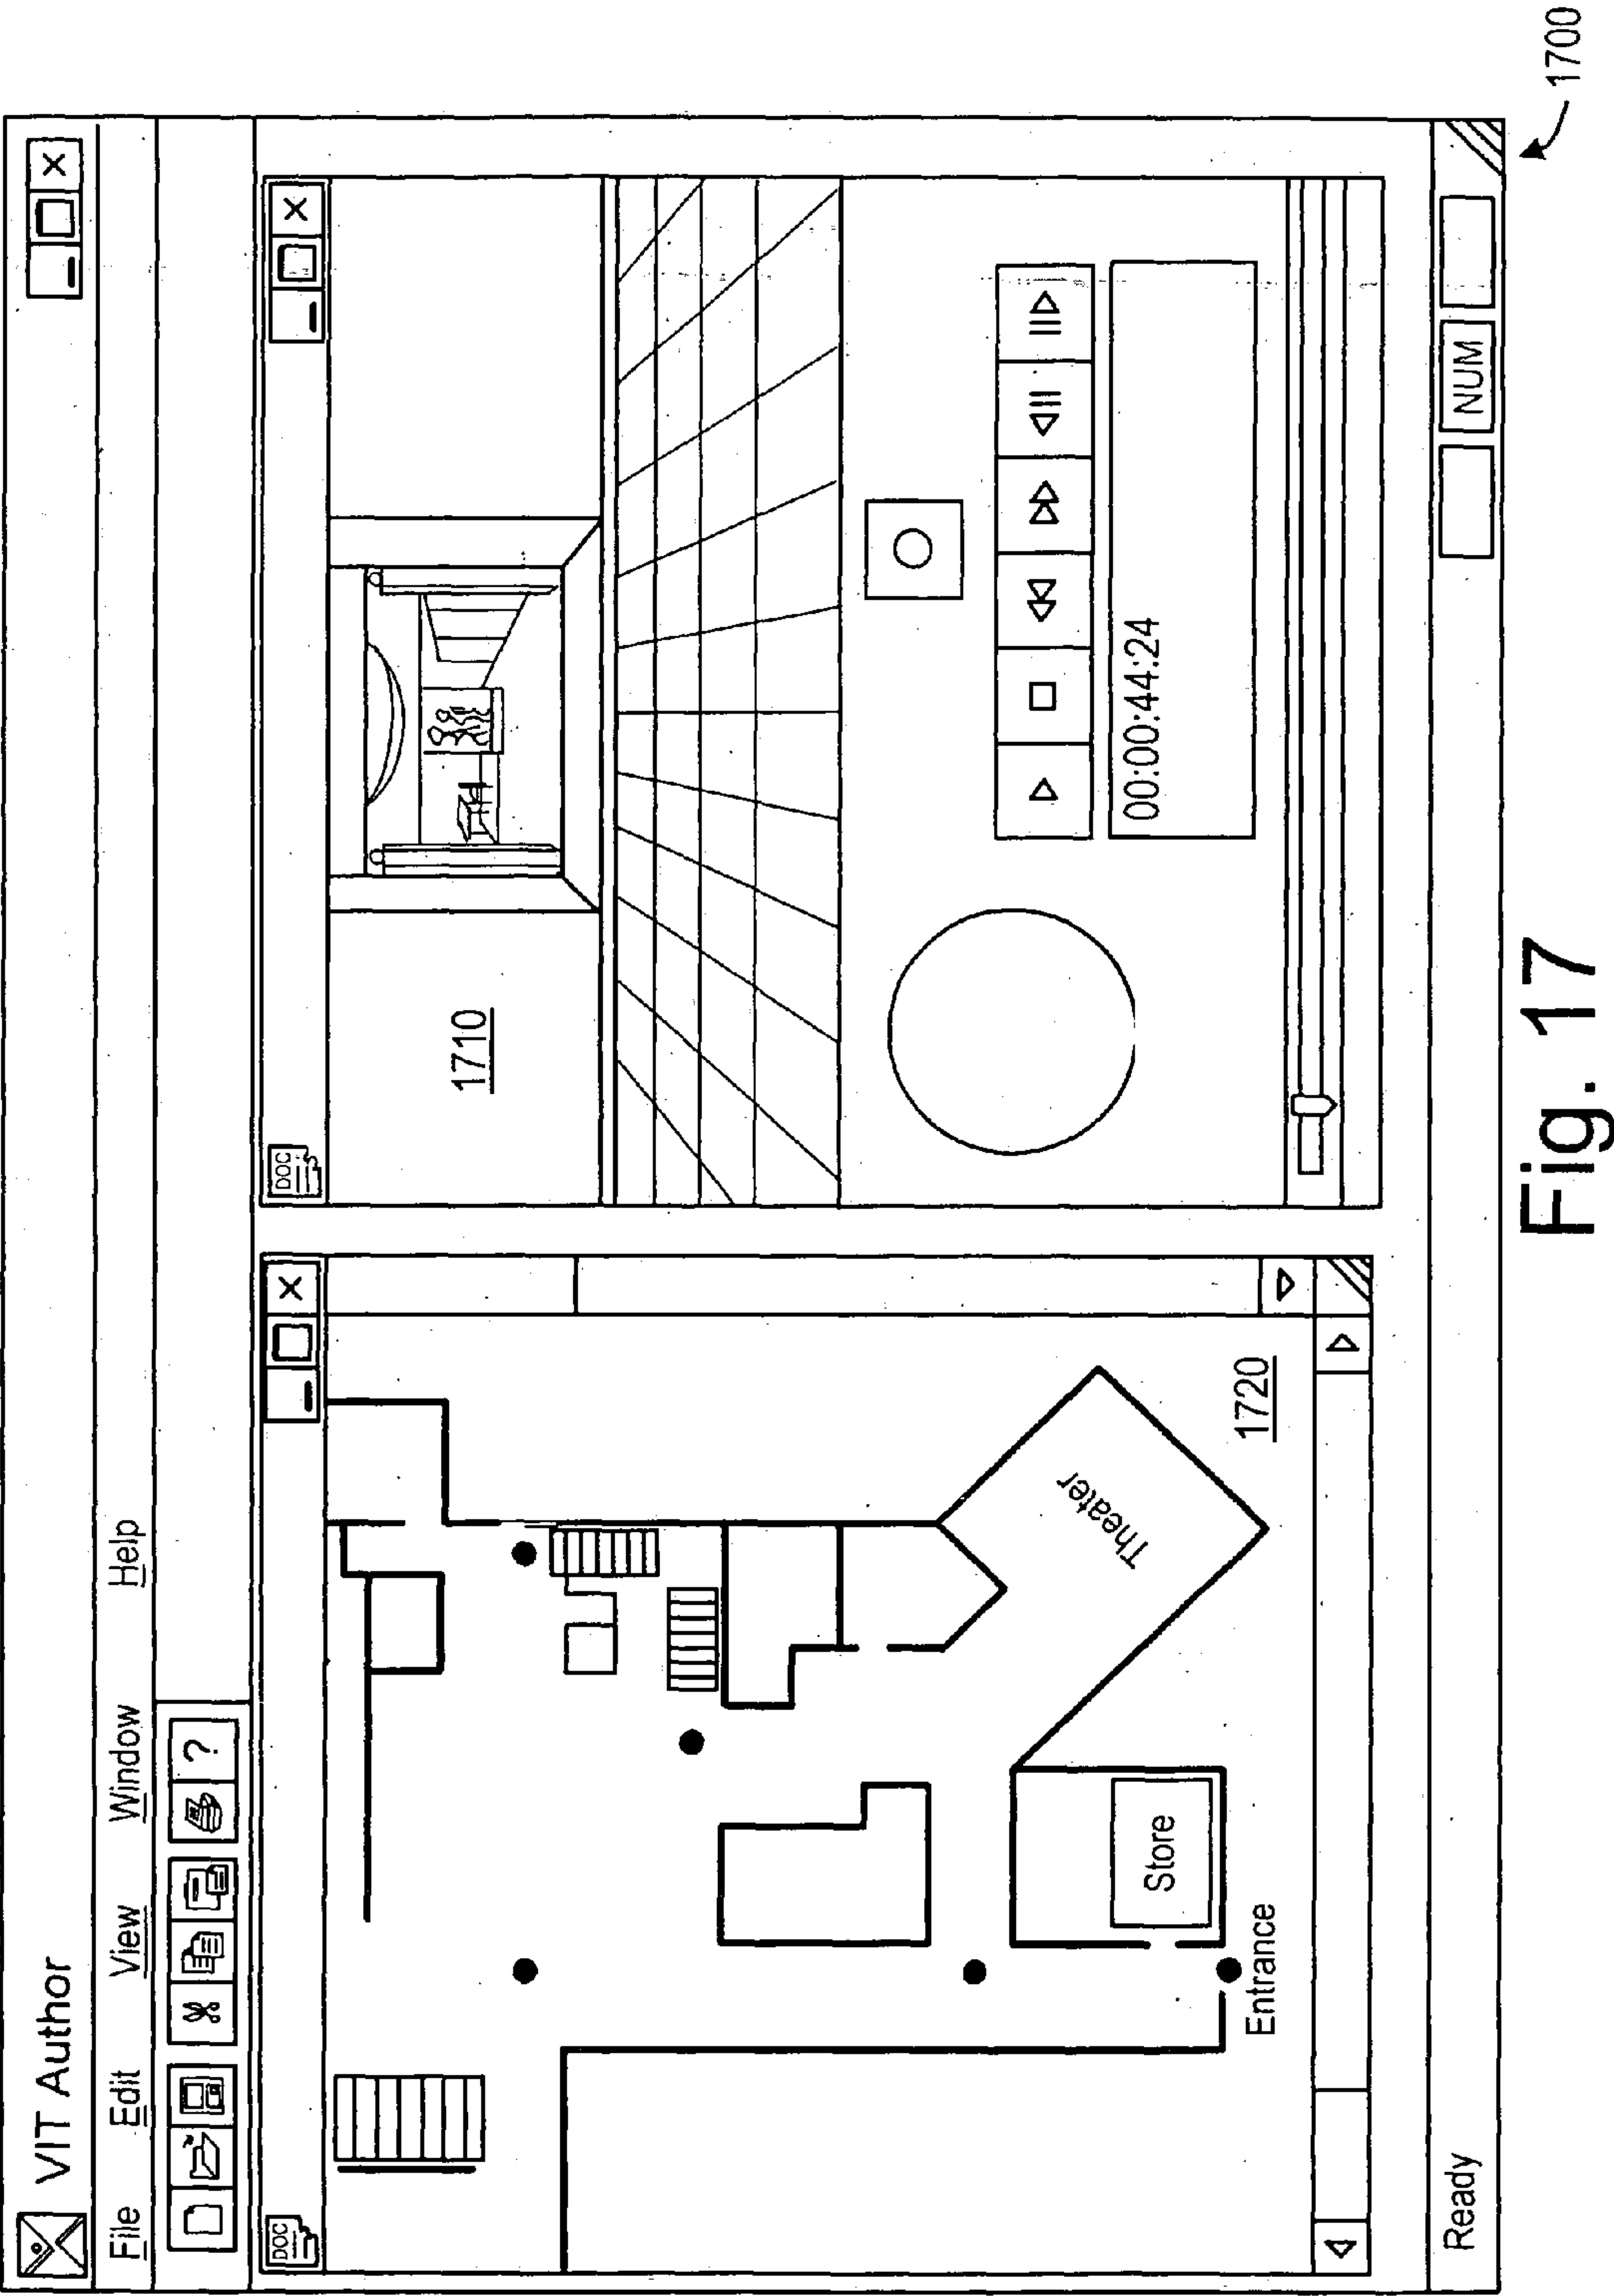 VIT Author
File Edit View Window Help
?
DOC
DOC
1710
Theater
Store
Entrance
1720
00:00:44:24
Ready
NUM
1700
Fig. 17